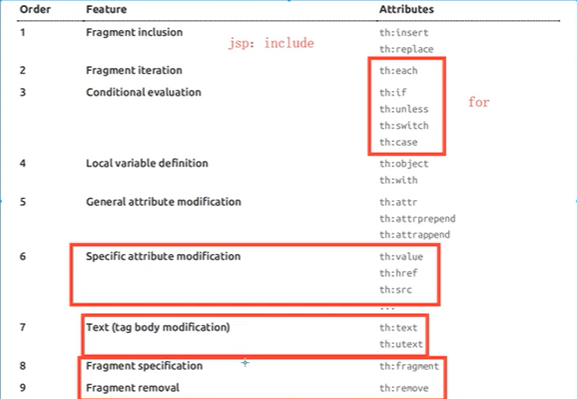 Order Feature Attributes
1 Fragment inclusion jsp: include th:insert
th:replace
2 Fragment iteration th:each
3 Conditional evaluation th:if for
th:unless
th:switch
th:case
4 Local variable definition th:object
th:with
5 General attribute modification th:attr
th:attrprepend
th:attrappend
6 Specific attribute modification th:value
th:href
th:src
...
7 Text (tag body modification) th:text
th:utext
8 Fragment specification th:fragment
9 Fragment removal th:remove